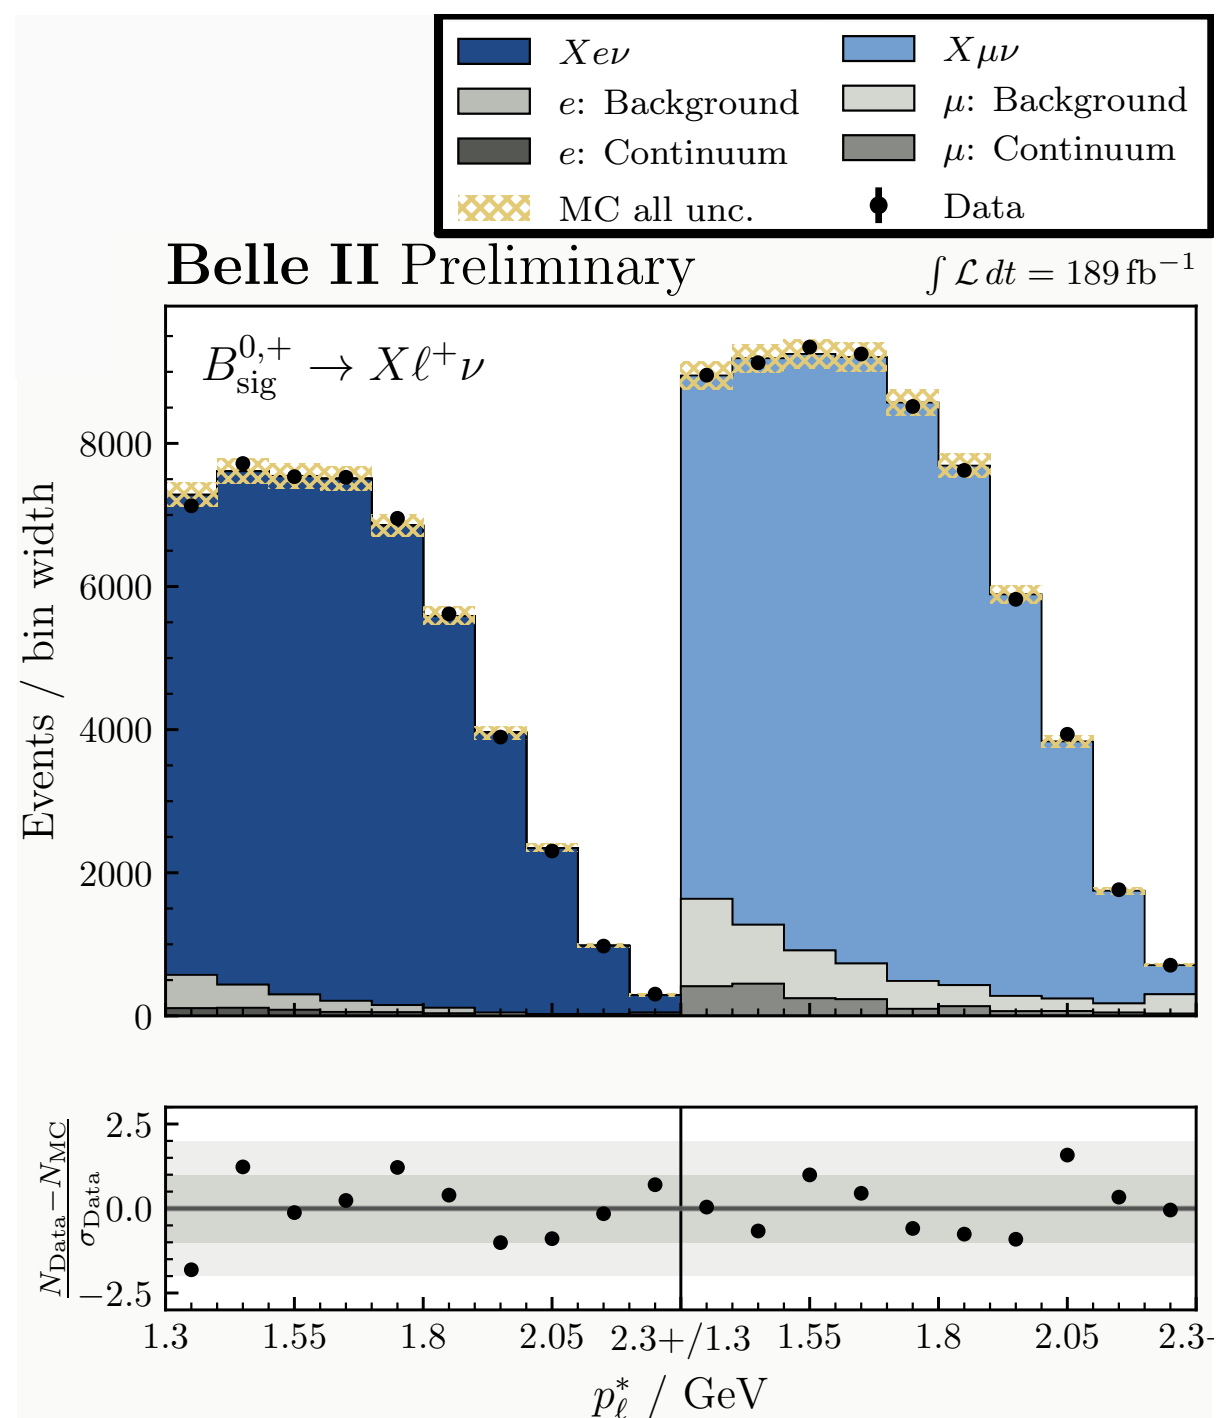 Xeν Xμν
e: Background μ: Background
e: Continuum μ: Continuum
MC all unc. Data
Belle II Preliminary ∫ ℒ dt = 189 fb⁻¹
B⁰,⁺sig → Xℓ⁺ν
8000
6000
4000
2000
0
Events / bin width
2.5
0.0
−2.5
N_Data−N_MC
σ_Data
1.3 1.55 1.8 2.05 2.3+/1.3 1.55 1.8 2.05 2.3
p*ℓ / GeV